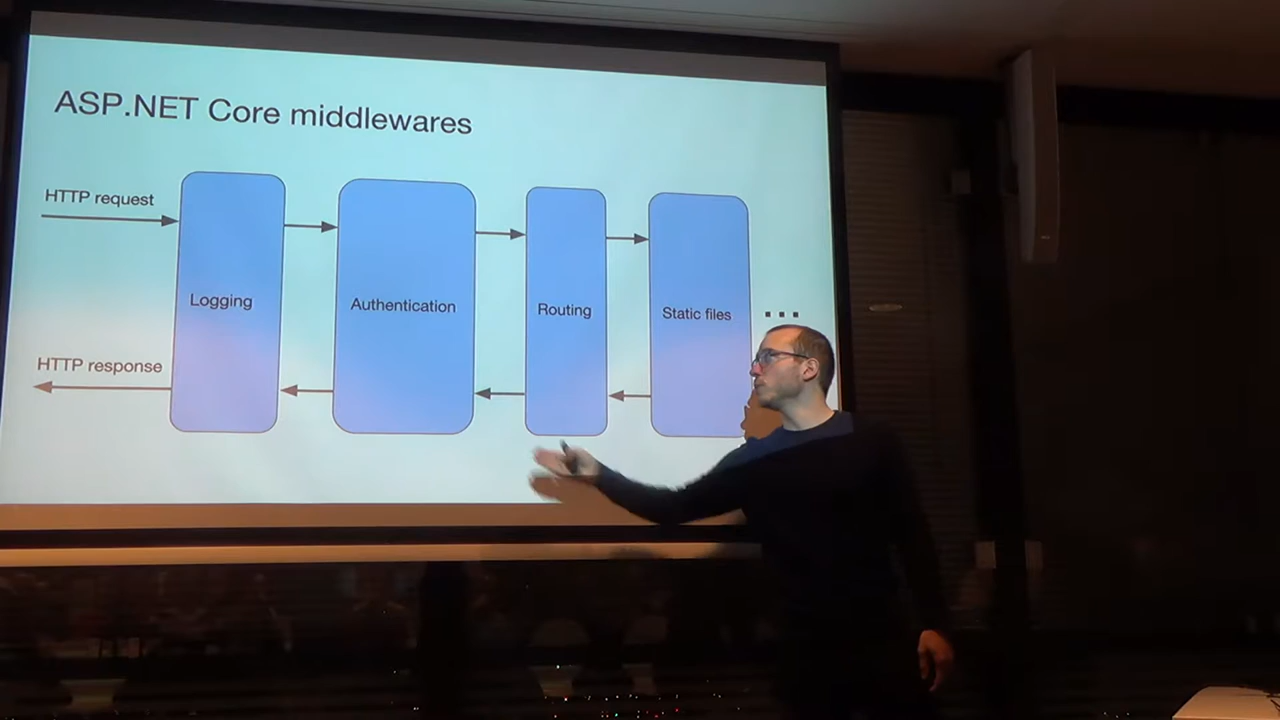 ASP.NET Core middlewares
HTTP request
Logging
Authentication
Routing
Static files
...
HTTP response